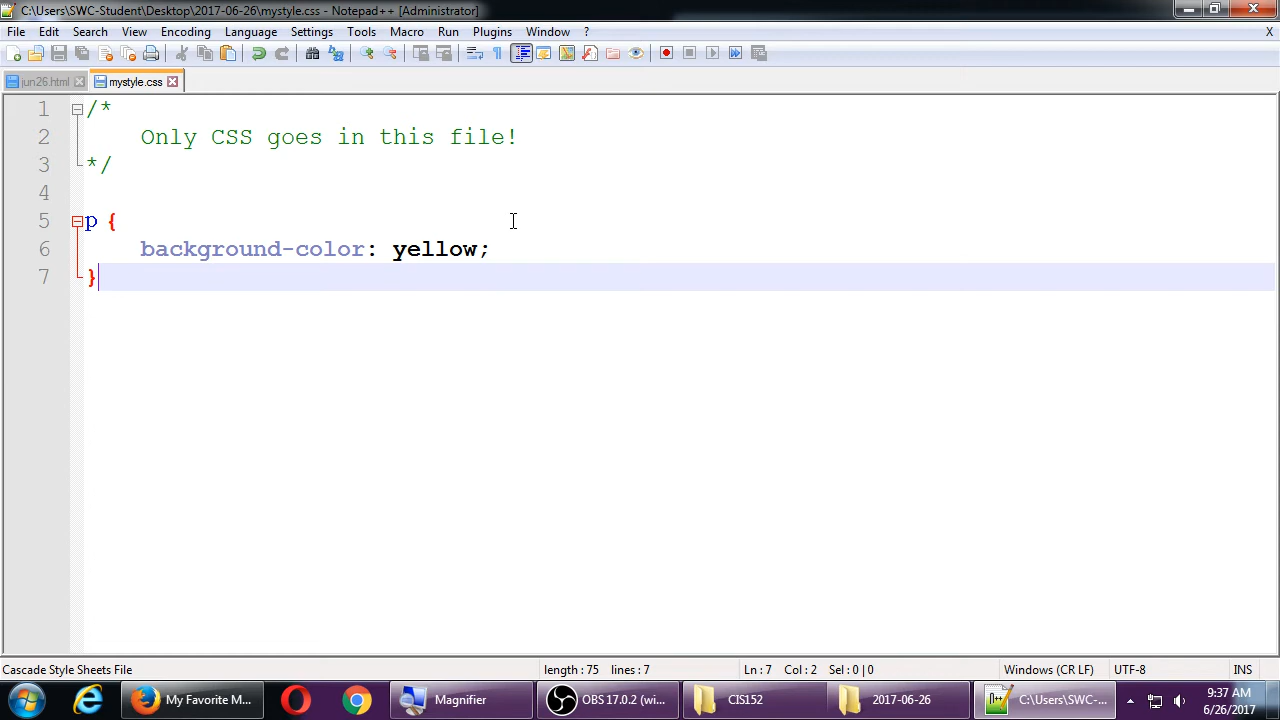 C:\Users\SWC-Student\Desktop\2017-06-26\mystyle.css - Notepad++ [Administrator]
File Edit Search View Encoding Language Settings Tools Macro Run Plugins Window ? X
jun26.html mystyle.css
1 /*
2 Only CSS goes in this file!
3 */
4
5 p {
6 background-color: yellow;
7 }
Cascade Style Sheets File length : 75 lines : 7 Ln : 7 Col : 2 Sel : 0 | 0 Windows (CR LF) UTF-8 INS
My Favorite M... Magnifier OBS 17.0.2 (wi... CIS152 2017-06-26 C:\Users\SWC-... 9:37 AM
6/26/2017